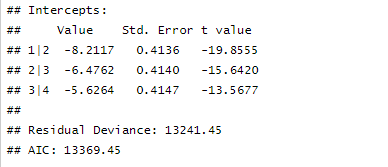 ## Intercepts:
##     Value    Std. Error t value
## 1|2  -8.2117   0.4136   -19.8555
## 2|3  -6.4762   0.4140   -15.6420
## 3|4  -5.6264   0.4147   -13.5677
##
## Residual Deviance: 13241.45
## AIC: 13369.45